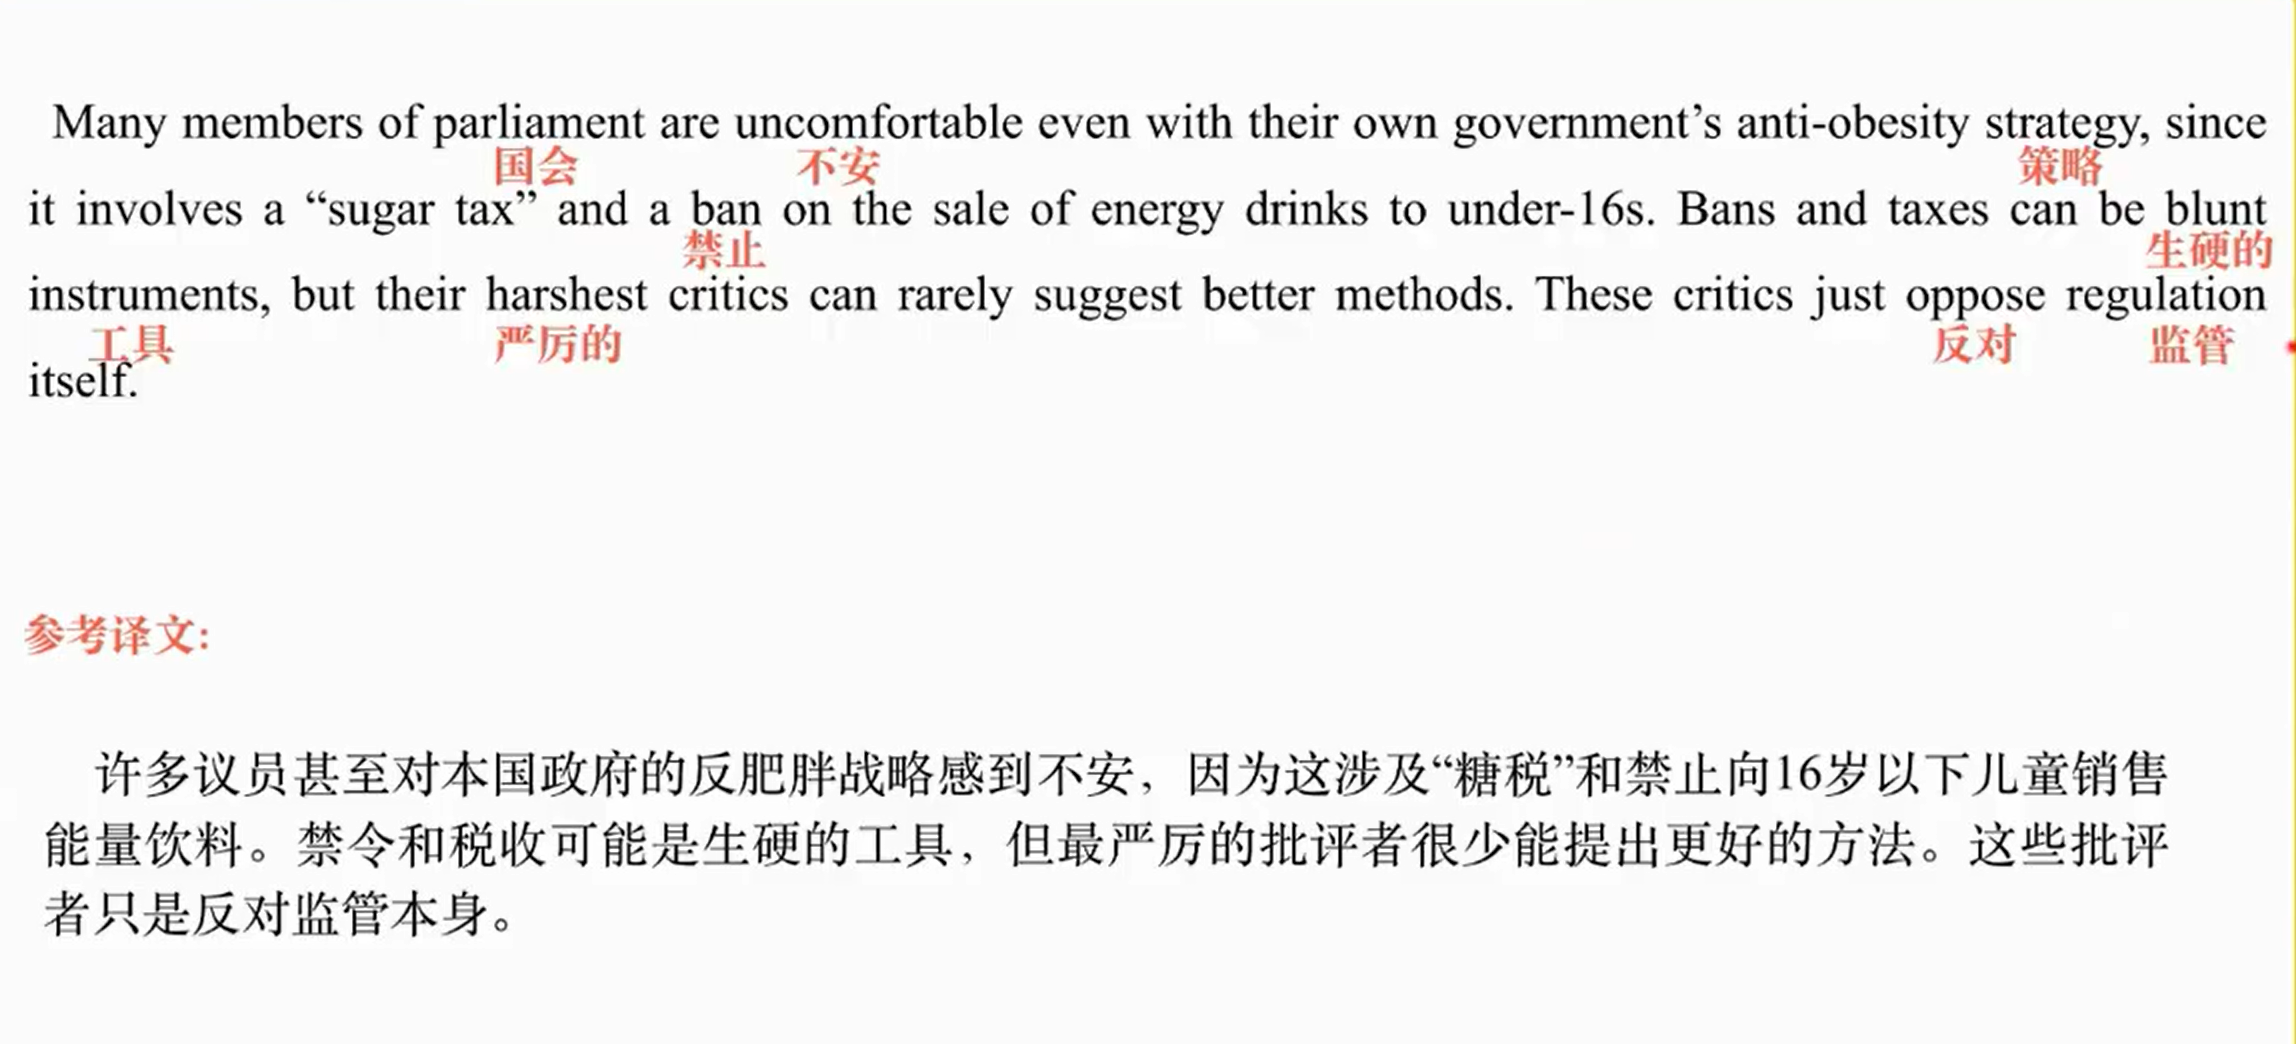 Many members of parliament are uncomfortable even with their own government’s anti-obesity strategy, since
国会 不安 策略
it involves a “sugar tax” and a ban on the sale of energy drinks to under-16s. Bans and taxes can be blunt
禁止 生硬的
instruments, but their harshest critics can rarely suggest better methods. These critics just oppose regulation
工具 严厉的 反对 监管
itself.
参考译文:
许多议员甚至对本国政府的反肥胖战略感到不安，因为这涉及“糖税”和禁止向16岁以下儿童销售
能量饮料。禁令和税收可能是生硬的工具，但最严厉的批评者很少能提出更好的方法。这些批评
者只是反对监管本身。